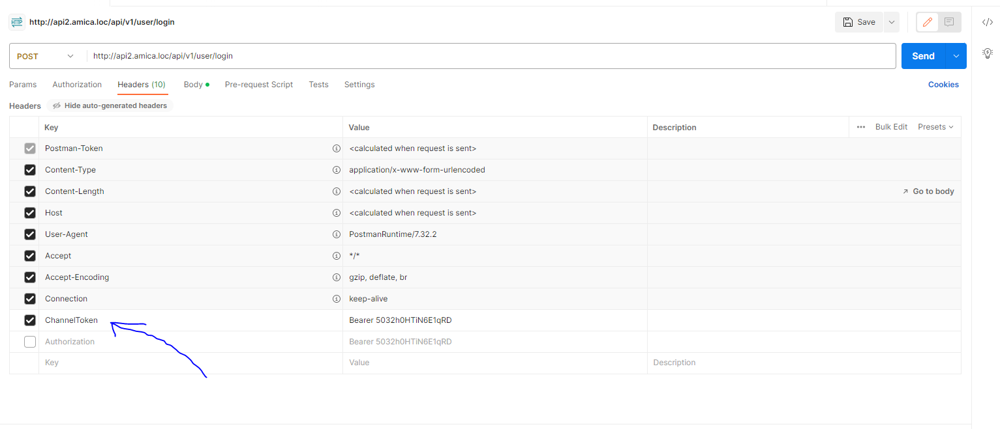 HTTP http://api2.amica.loc/api/v1/user/login Save </>
POST http://api2.amica.loc/api/v1/user/login Send
Params Authorization Headers (10) Body Pre-request Script Tests Settings Cookies
Headers Hide auto-generated headers
Key Value Description ••• Bulk Edit Presets
Postman-Token <calculated when request is sent>
Content-Type application/x-www-form-urlencoded
Content-Length <calculated when request is sent> Go to body
Host <calculated when request is sent>
User-Agent PostmanRuntime/7.32.2
Accept */*
Accept-Encoding gzip, deflate, br
Connection keep-alive
ChannelToken Bearer 5032h0HTiN6E1qRD
Authorization Bearer 5032h0HTiN6E1qRD
Key Value Description